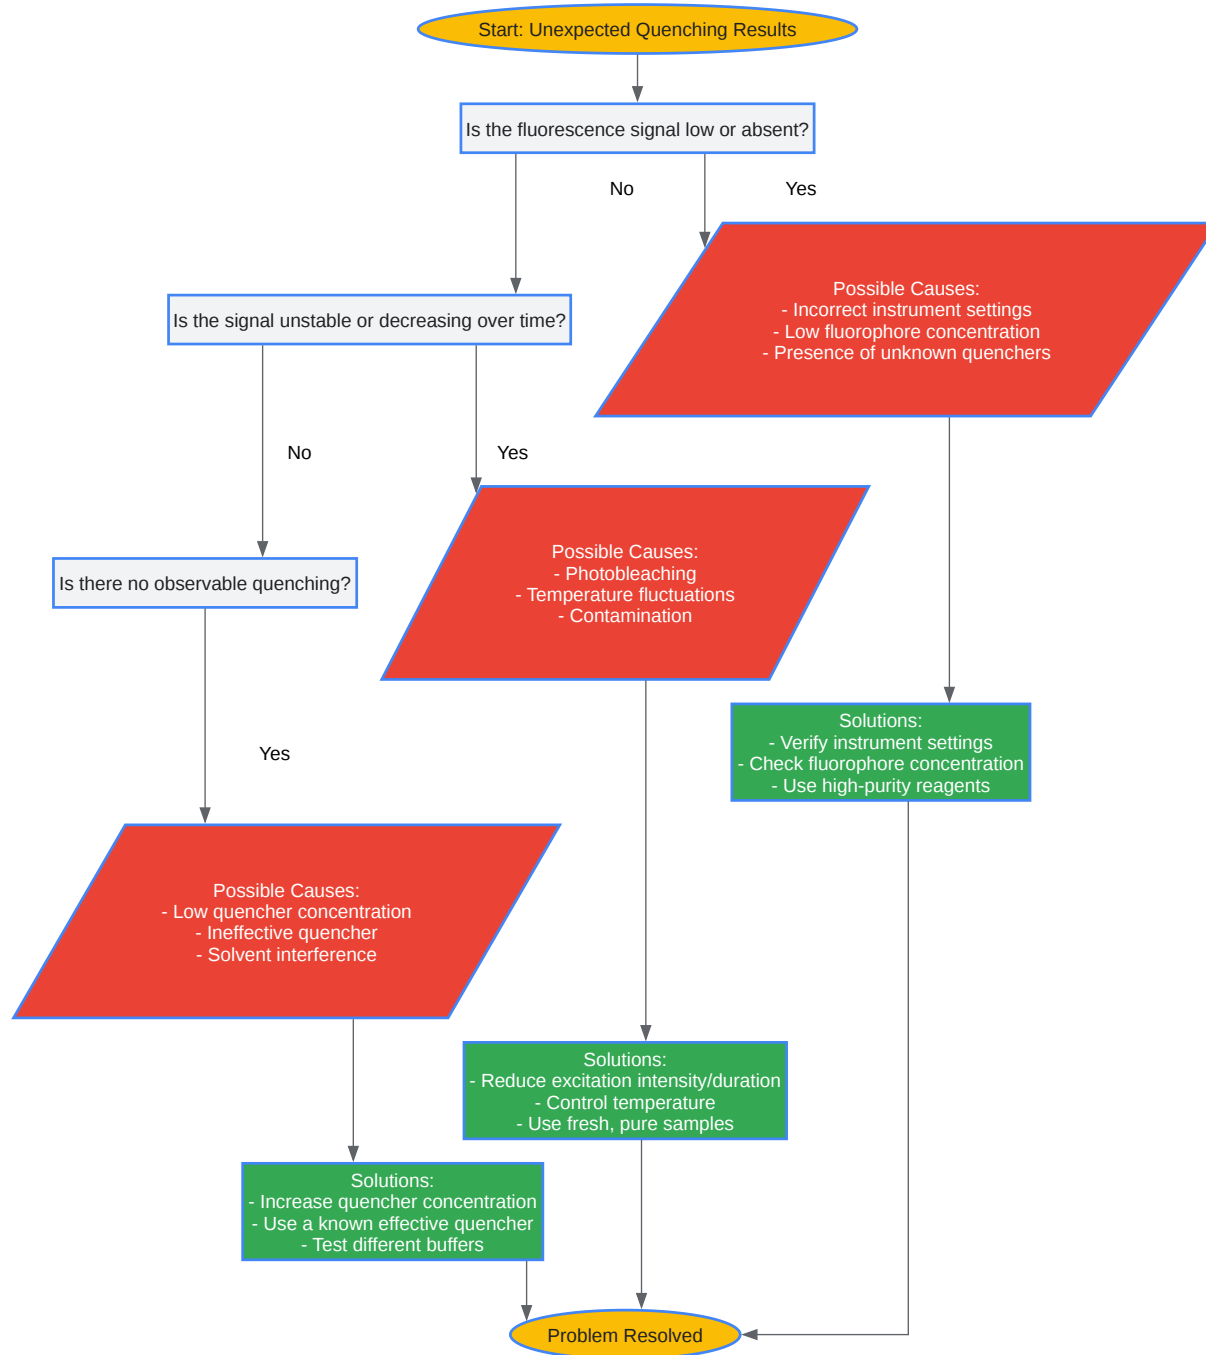 Start: Unexpected Quenching Results
Is the fluorescence signal low or absent?
No
Yes
Possible Causes:
- Incorrect instrument settings
- Low fluorophore concentration
- Presence of unknown quenchers
Is the signal unstable or decreasing over time?
No
Yes
Possible Causes:
- Photobleaching
- Temperature fluctuations
- Contamination
Is there no observable quenching?
Yes
Solutions:
- Verify instrument settings
- Check fluorophore concentration
- Use high-purity reagents
Possible Causes:
- Low quencher concentration
- Ineffective quencher
- Solvent interference
Solutions:
- Reduce excitation intensity/duration
- Control temperature
- Use fresh, pure samples
Solutions:
- Increase quencher concentration
- Use a known effective quencher
- Test different buffers
Problem Resolved